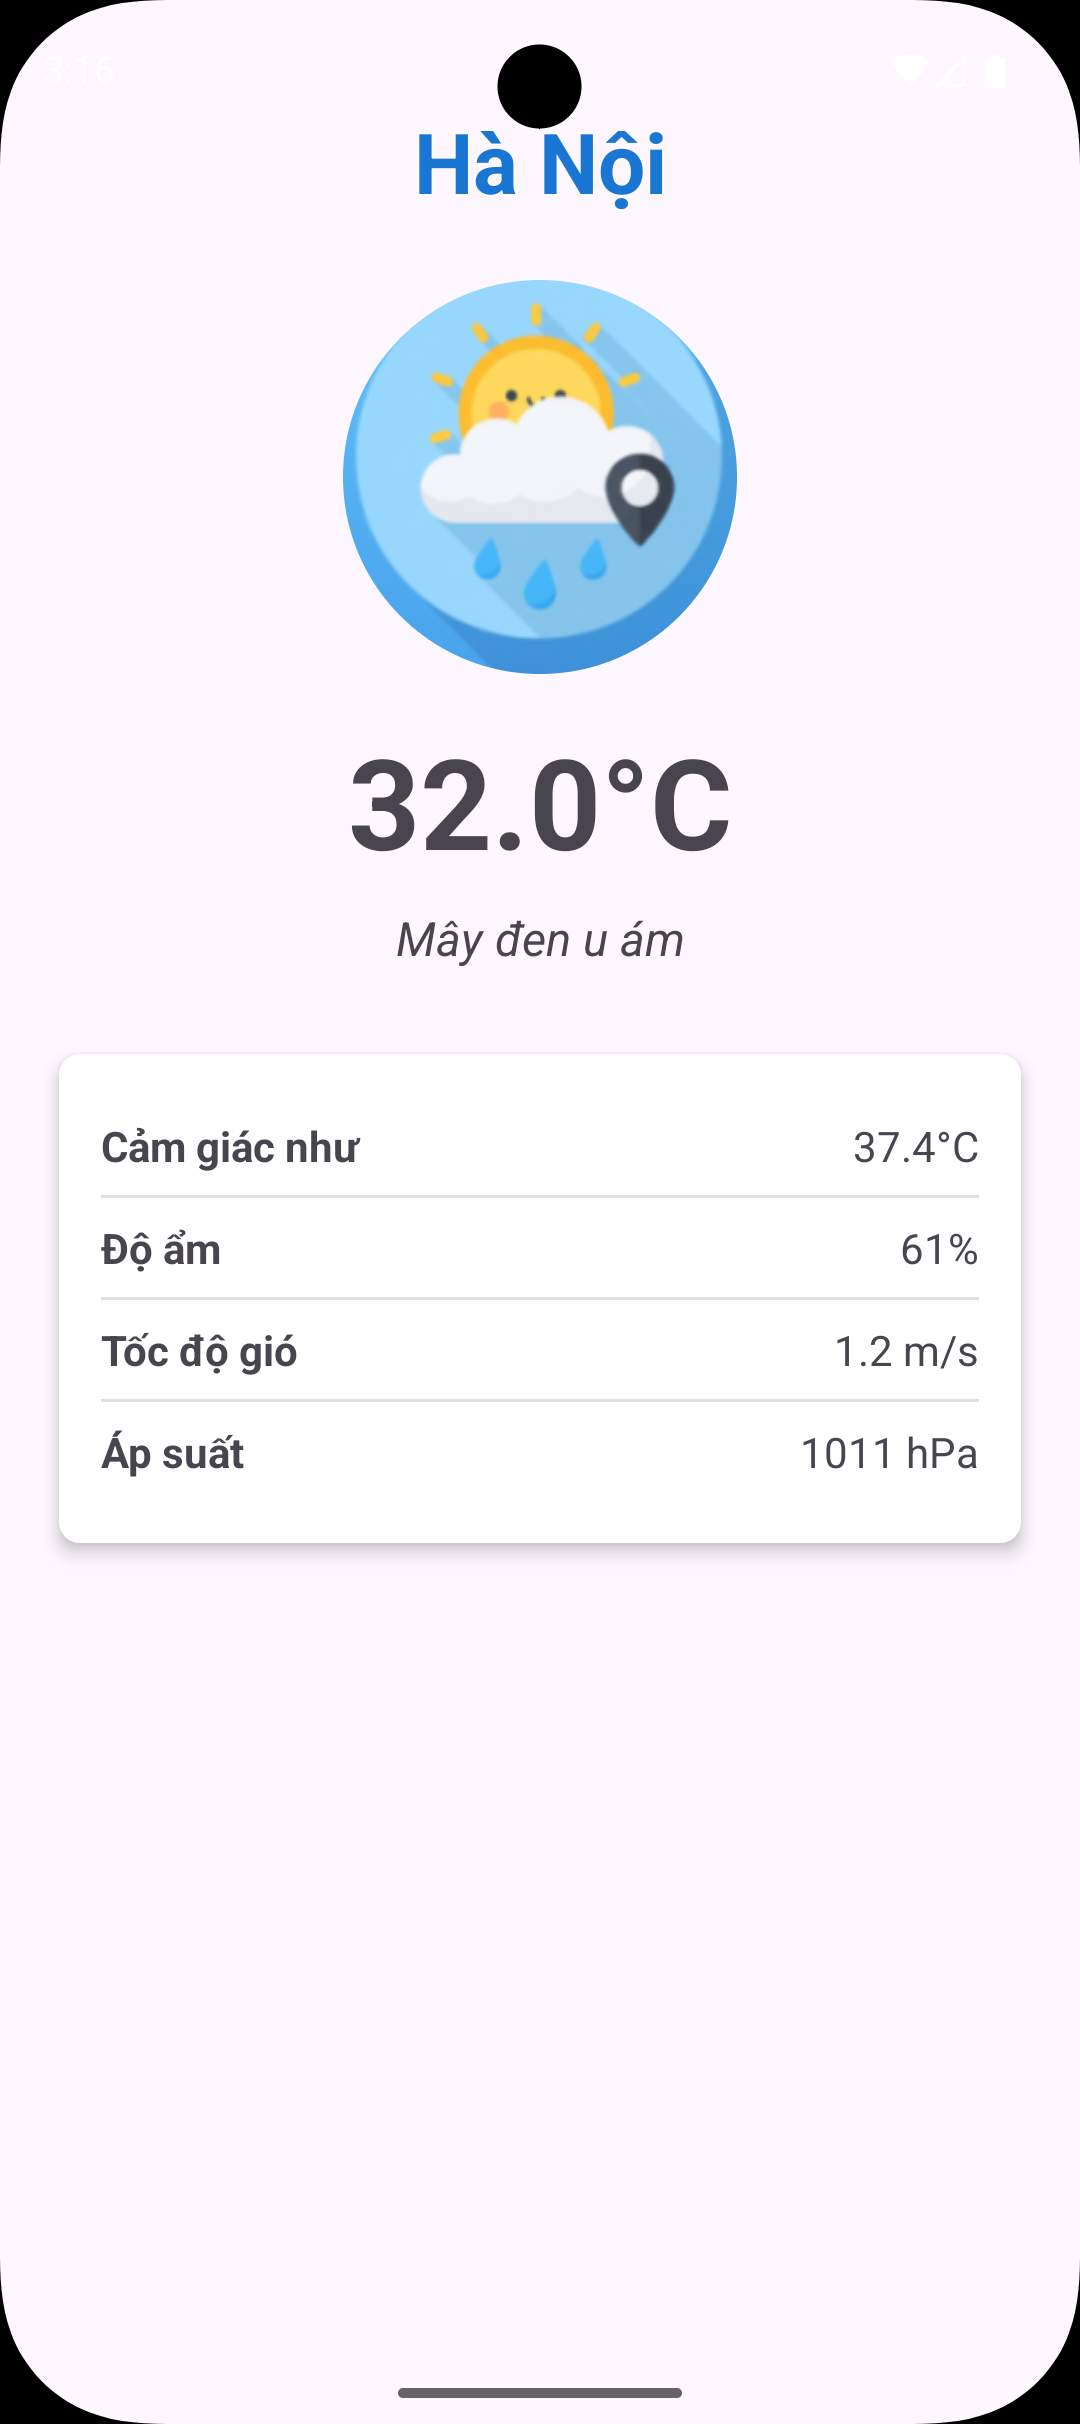 3:16
Hà Nội
32.0°C
Mây đen u ám
Cảm giác như 37.4°C
Độ ẩm 61%
Tốc độ gió 1.2 m/s
Áp suất 1011 hPa